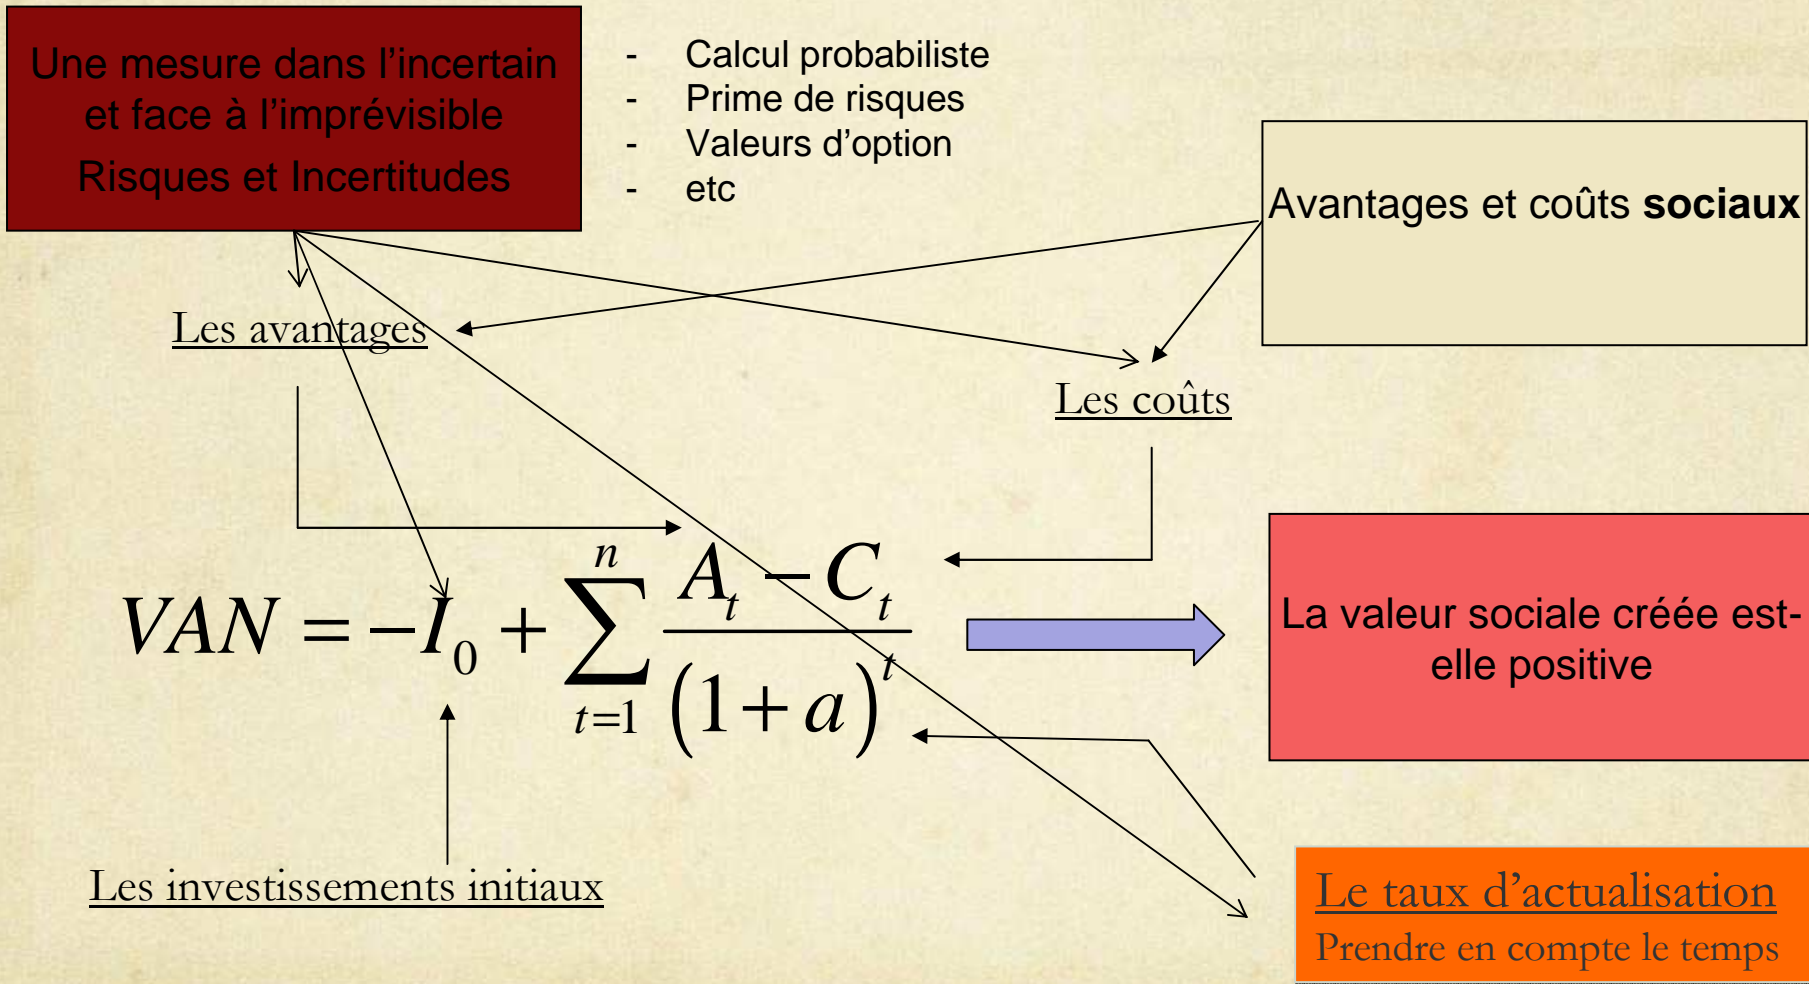 Une mesure dans l’incertain
et face à l’imprévisible
Risques et Incertitudes
- Calcul probabiliste
- Prime de risques
- Valeurs d’option
- etc
Avantages et coûts sociaux
Les avantages
Les coûts
VAN = −I₀ + ∑ₜ₌₁ⁿ (Aₜ − Cₜ) / (1 + a)ᵗ
La valeur sociale créée est-
elle positive
Les investissements initiaux
Le taux d’actualisation
Prendre en compte le temps